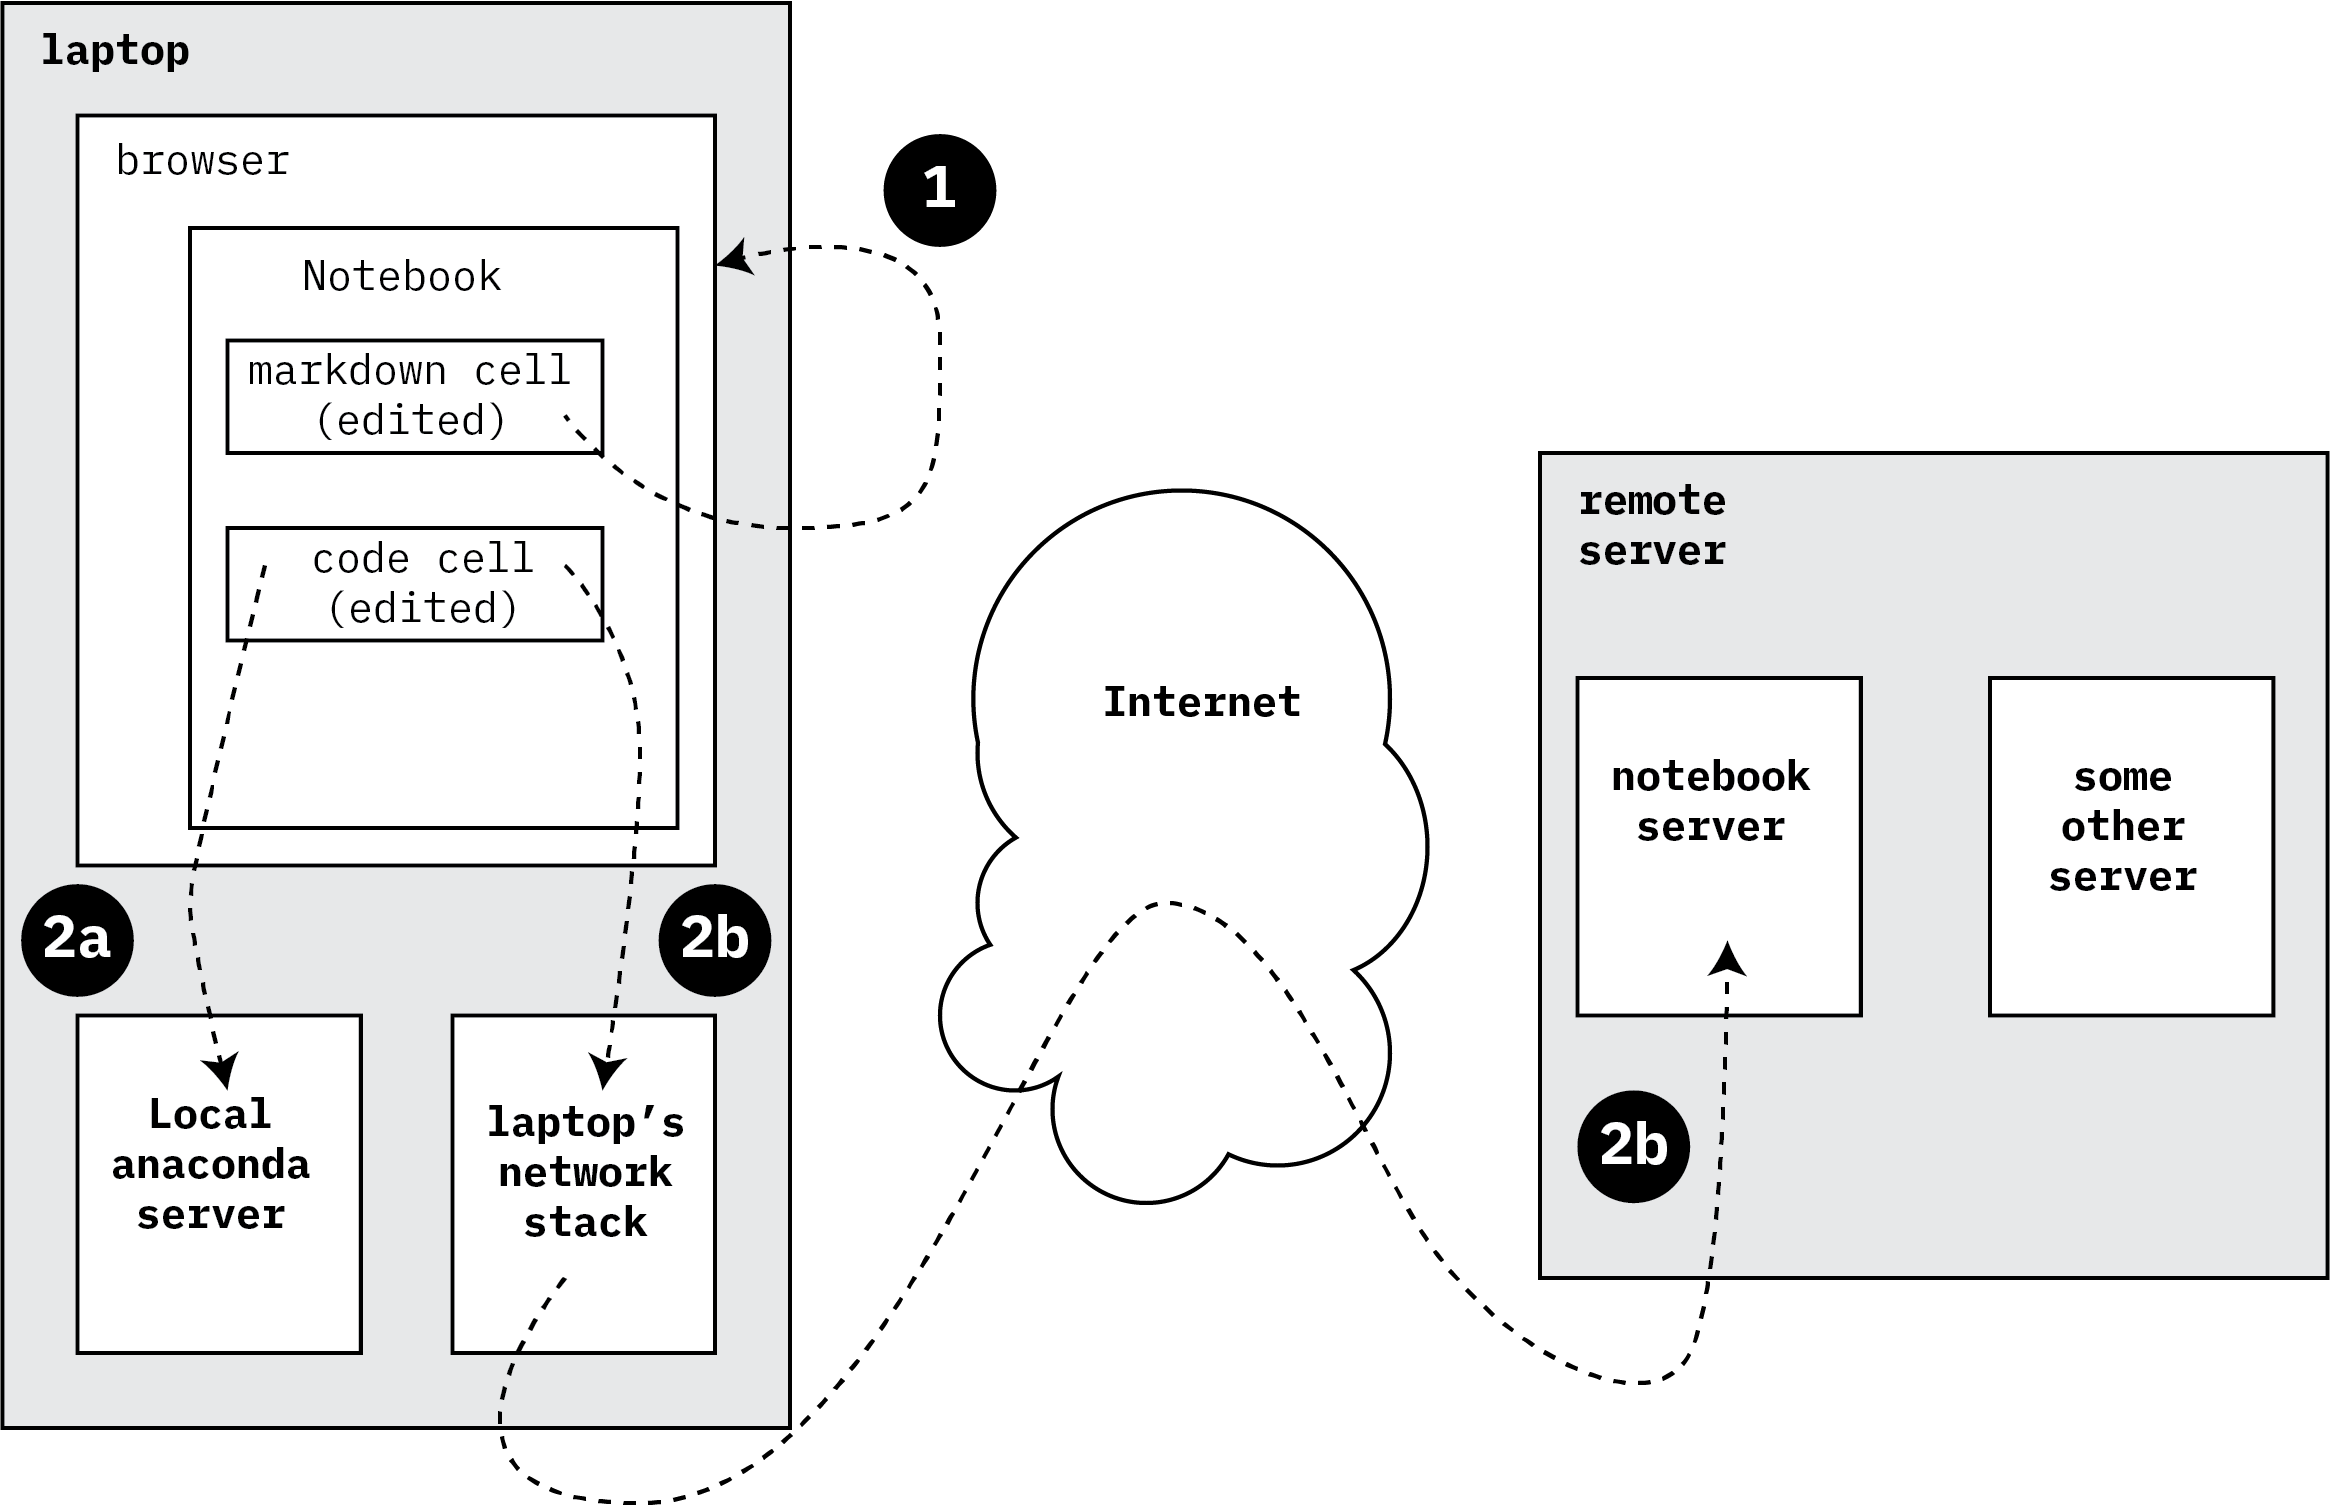 laptop
browser
Notebook
markdown cell
(edited)
code cell
(edited)
1
2a
2b
Local
anaconda
server
laptop’s
network
stack
Internet
remote
server
notebook
server
some
other
server
2b